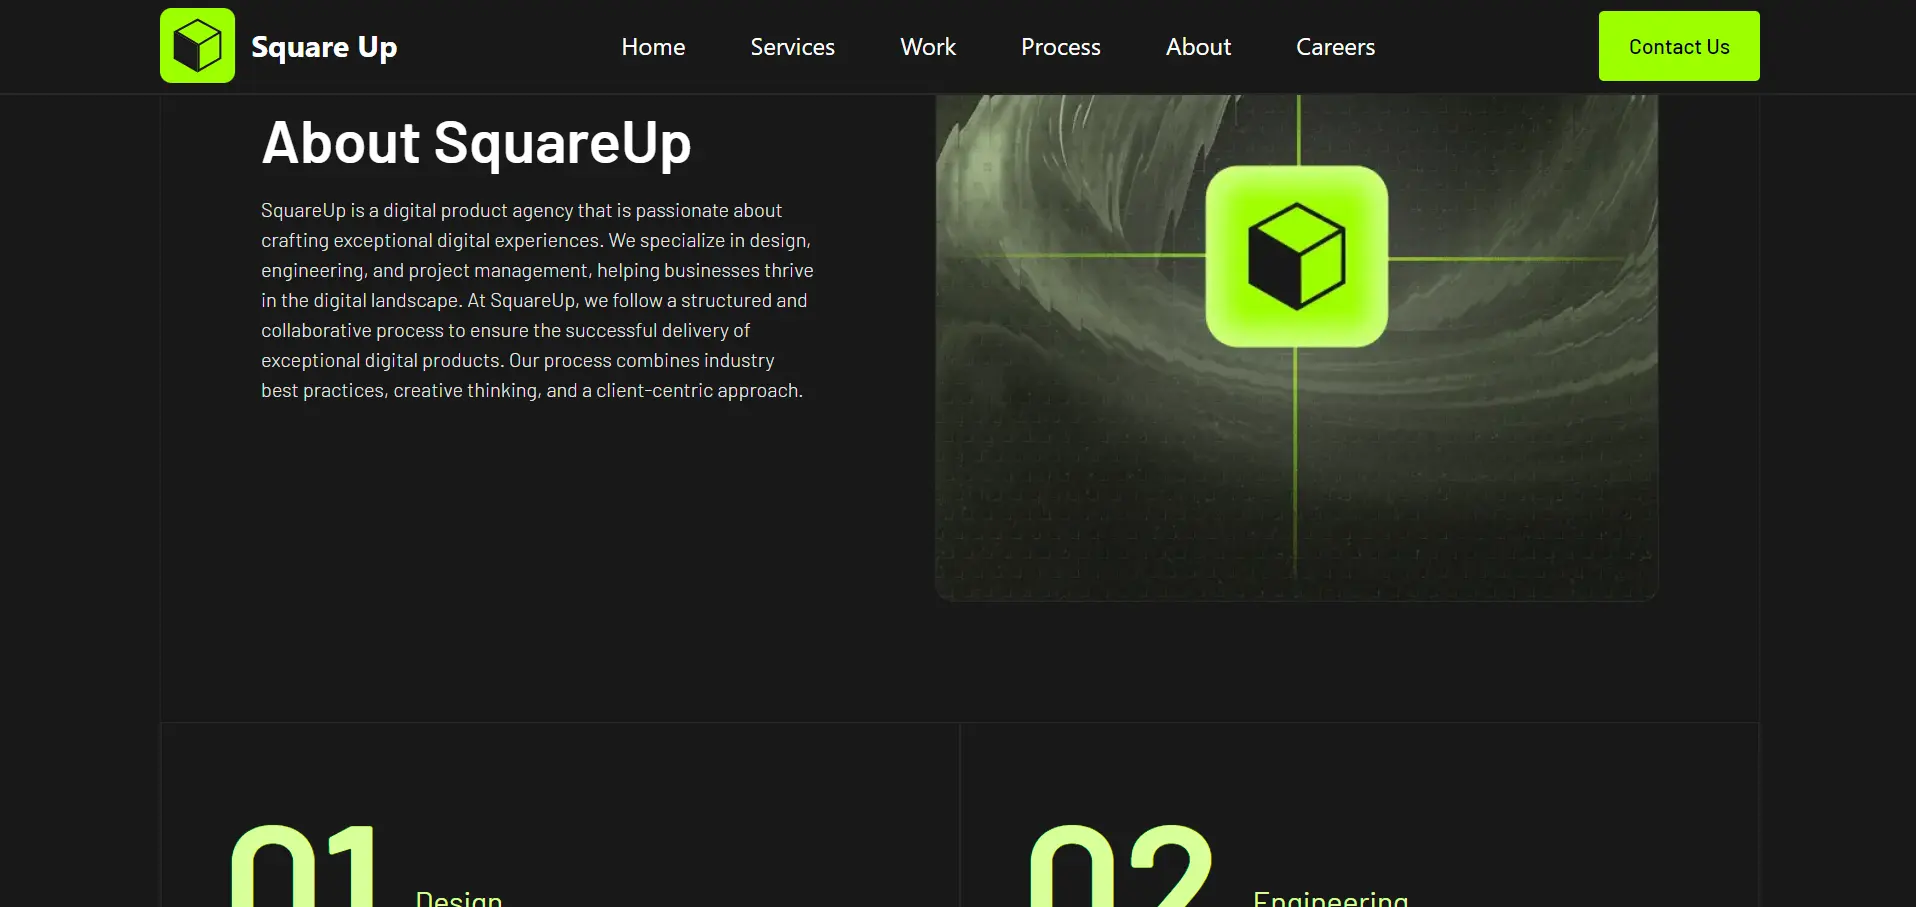 Square Up
Home
Services
Work
Process
About
Careers
Contact Us
About SquareUp
SquareUp is a digital product agency that is passionate about
crafting exceptional digital experiences. We specialize in design,
engineering, and project management, helping businesses thrive
in the digital landscape. At SquareUp, we follow a structured and
collaborative process to ensure the successful delivery of
exceptional digital products. Our process combines industry
best practices, creative thinking, and a client-centric approach.
01
Design
02
Engineering